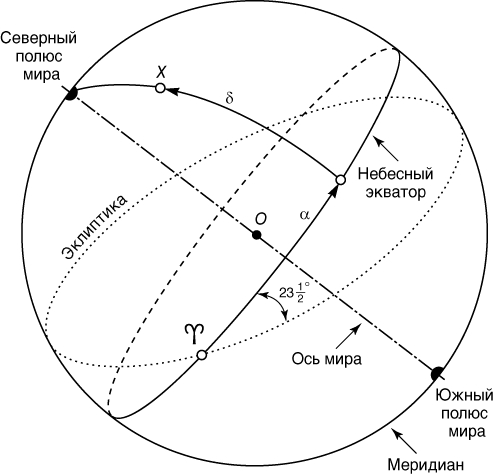 Северный
полюс
мира
X
δ
Небесный
экватор
Эклиптика
α
O
23 1/2°
♈
Ось мира
Южный
полюс
мира
Меридиан